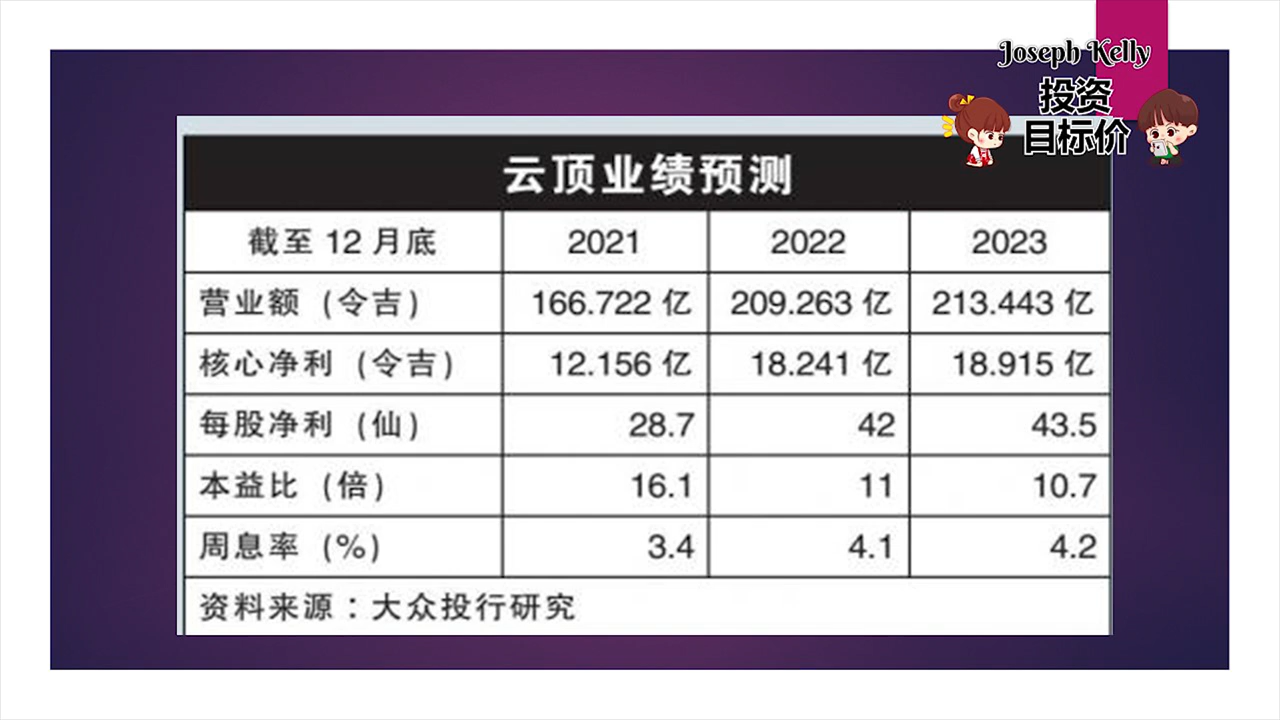 Joseph Kelly
投资
目标价
云顶业绩预测
截至 12 月底 2021 2022 2023
营业额（令吉） 166.722 亿 209.263 亿 213.443 亿
核心净利（令吉） 12.156 亿 18.241 亿 18.915 亿
每股净利（仙） 28.7 42 43.5
本益比（倍） 16.1 11 10.7
周息率（%） 3.4 4.1 4.2
资料来源：大众投行研究